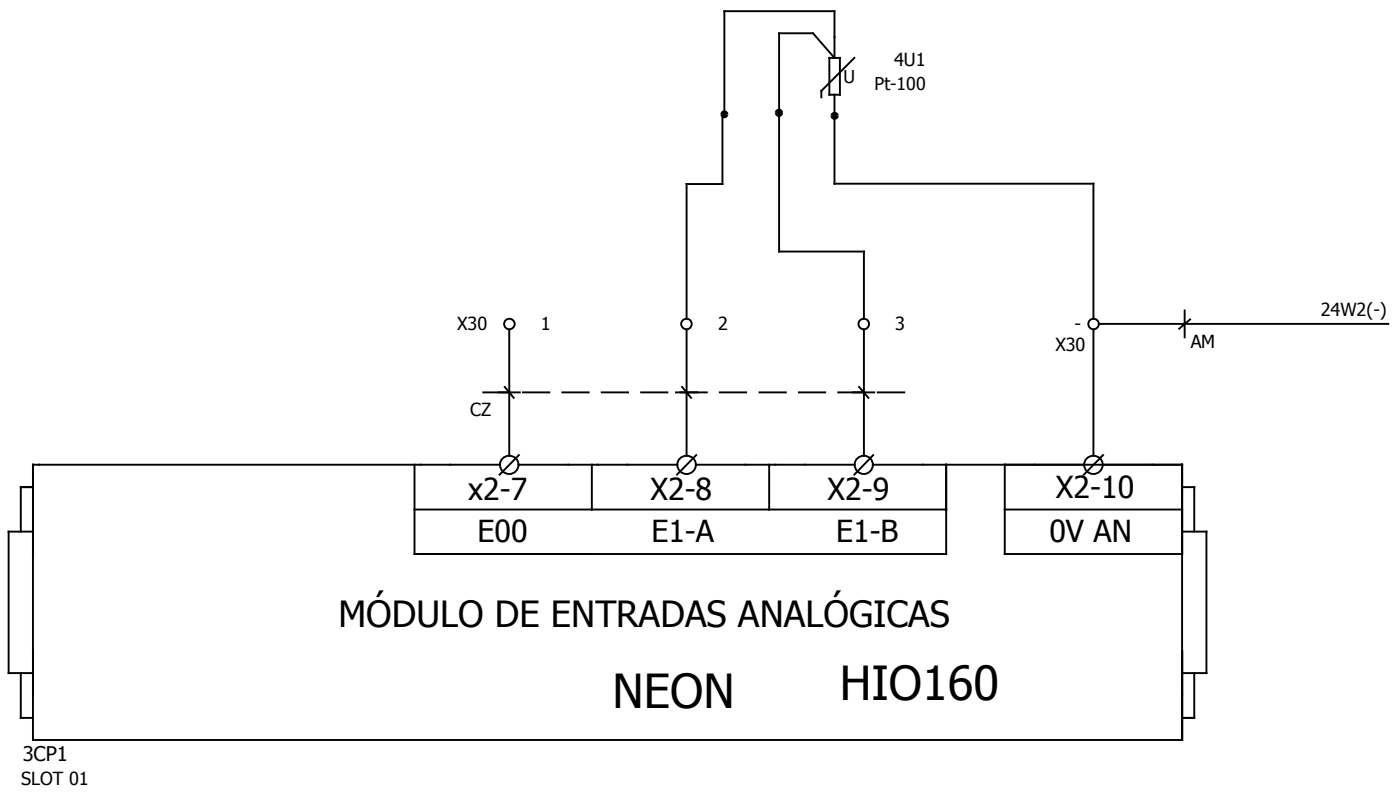 4U1
U
Pt-100
24W2(-)
X30 1 2 3 -
X30
AM
CZ
x2-7 X2-8 X2-9 X2-10
E00 E1-A E1-B 0V AN
MÓDULO DE ENTRADAS ANALÓGICAS
NEON HIO160
3CP1
SLOT 01